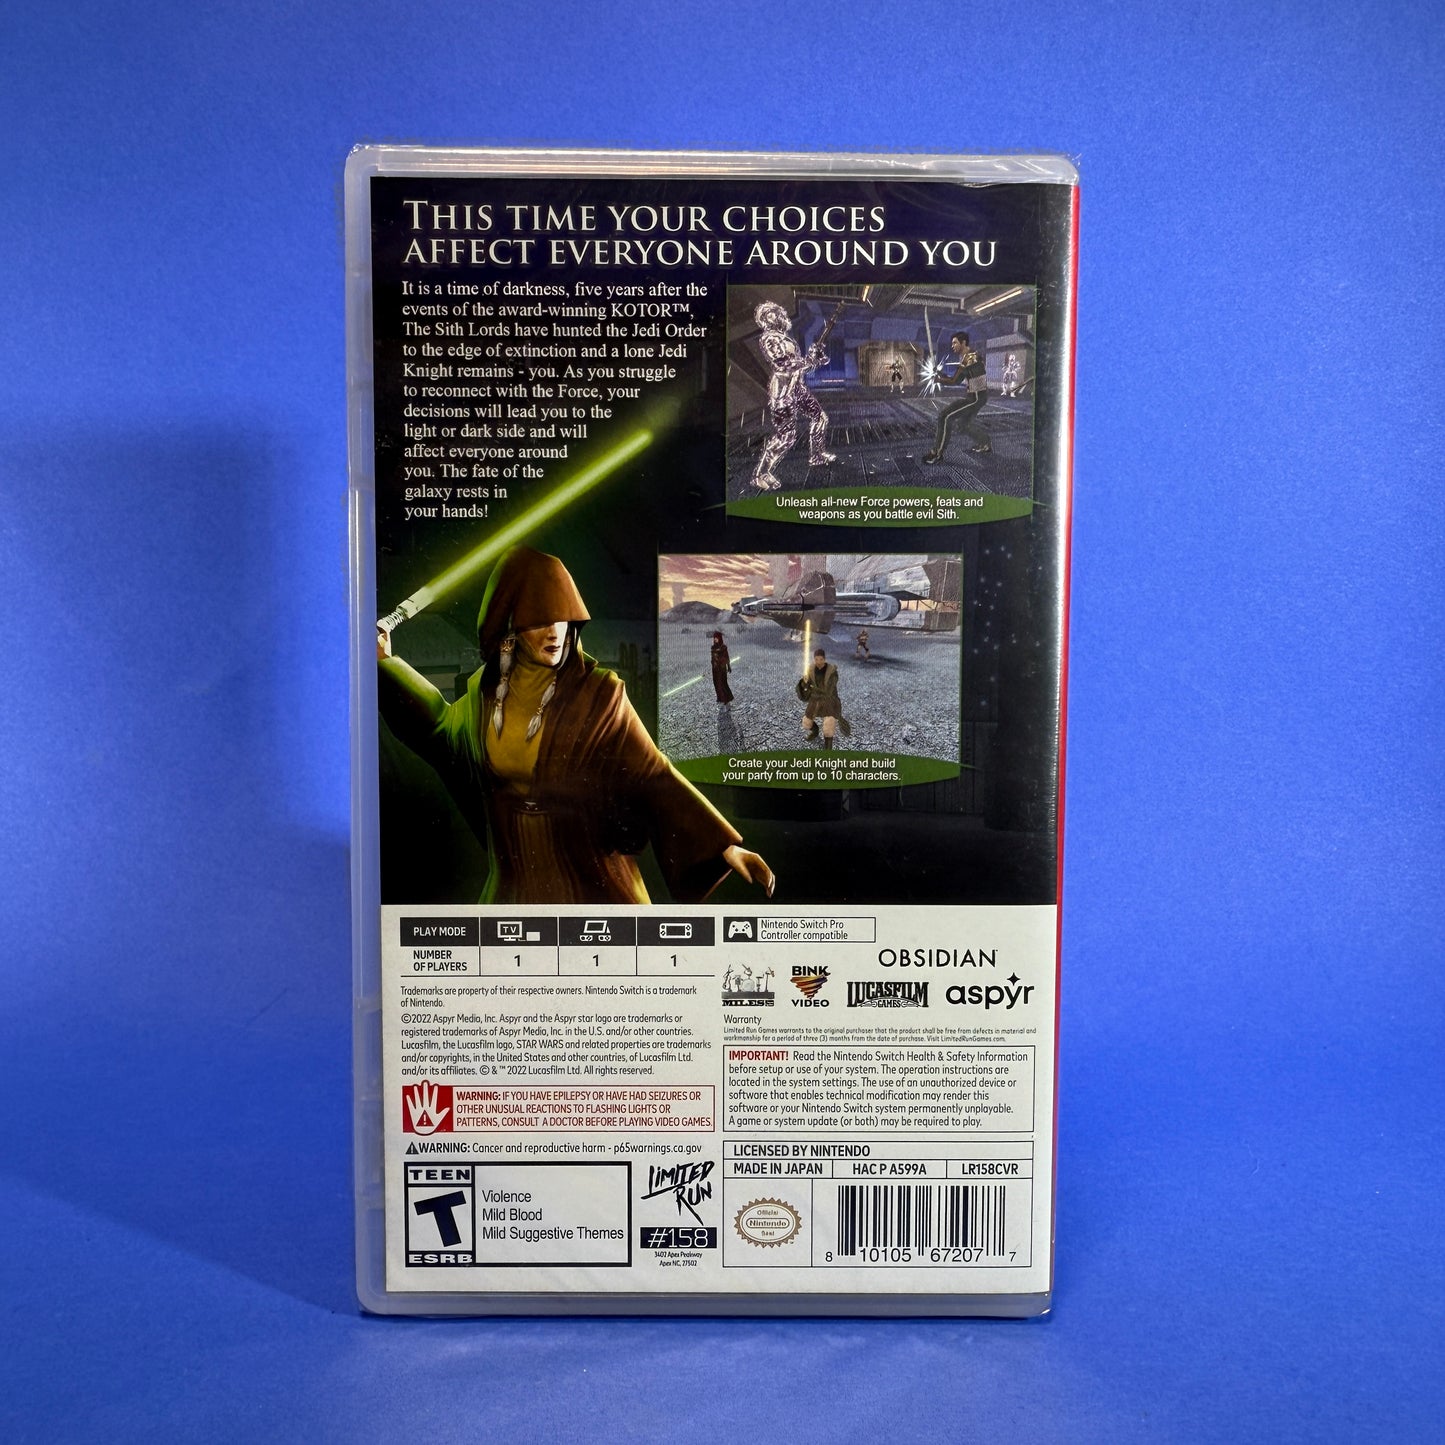 THIS TIME YOUR CHOICES
AFFECT EVERYONE AROUND YOU
It is a time of darkness, five years after the
events of the award-winning KOTOR™,
The Sith Lords have hunted the Jedi Order
to the edge of extinction and a lone Jedi
Knight remains - you. As you struggle
to reconnect with the Force, your
decisions will lead you to the
light or dark side and will
affect everyone around
you. The fate of the
galaxy rests in
your hands!
Unleash all-new Force powers, feats and
weapons as you battle evil Sith.
Create your Jedi Knight and build
your party from up to 10 characters.
PLAY MODE
TV
NUMBER
OF PLAYERS
1
1
1
Nintendo Switch Pro
Controller compatible
OBSIDIAN
MILES
BINK
VIDEO
LUCASFILM
GAMES
aspyr
Trademarks are property of their respective owners. Nintendo Switch is a trademark
of Nintendo.
©2022 Aspyr Media, Inc. Aspyr and the Aspyr star logo are trademarks or
registered trademarks of Aspyr Media, Inc. in the U.S. and/or other countries.
Lucasfilm, the Lucasfilm logo, STAR WARS and related properties are trademarks
and/or copyrights, in the United States and other countries, of Lucasfilm Ltd.
and/or its affiliates. © & ™ 2022 Lucasfilm Ltd. All rights reserved.
Warranty
Limited Run Games warrants to the original purchaser that the product shall be free from defects in material and
workmanship for a period of three (3) months from the date of purchase. Visit LimitedRunGames.com.
IMPORTANT! Read the Nintendo Switch Health & Safety Information
before setup or use of your system. The operation instructions are
located in the system settings. The use of an unauthorized device or
software that enables technical modification may render this
software or your Nintendo Switch system permanently unplayable.
A game or system update (or both) may be required to play.
WARNING: IF YOU HAVE EPILEPSY OR HAVE HAD SEIZURES OR
OTHER UNUSUAL REACTIONS TO FLASHING LIGHTS OR
PATTERNS, CONSULT A DOCTOR BEFORE PLAYING VIDEO GAMES.
WARNING: Cancer and reproductive harm - p65warnings.ca.gov
TEEN
T
ESRB
Violence
Mild Blood
Mild Suggestive Themes
LIMITED
RUN
#158
3402 Apex Peakway
Apex NC, 27502
LICENSED BY NINTENDO
MADE IN JAPAN
HAC P A599A
LR158CVR
Official
Nintendo
Seal
8 10105 67207 7